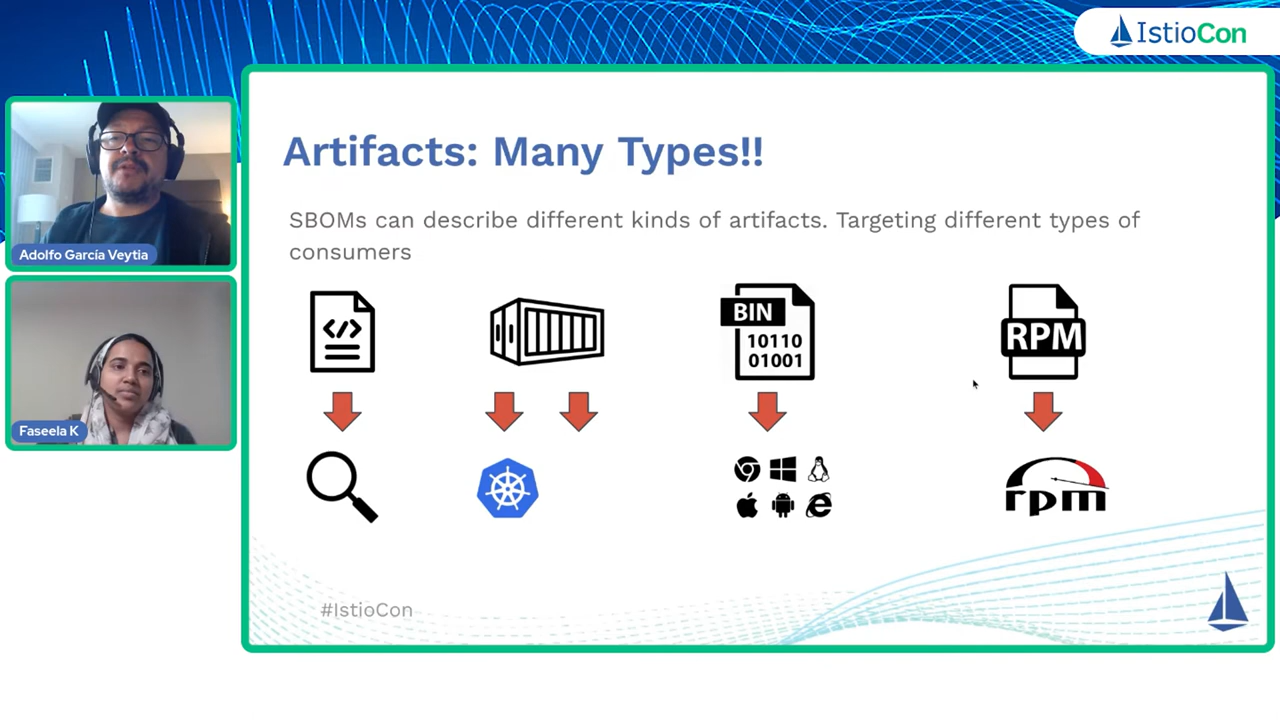 IstioCon
Adolfo García Veytia
Faseela K
Artifacts: Many Types!!
SBOMs can describe different kinds of artifacts. Targeting different types of
consumers
</>
BIN
10110
01001
RPM
rpm
#IstioCon